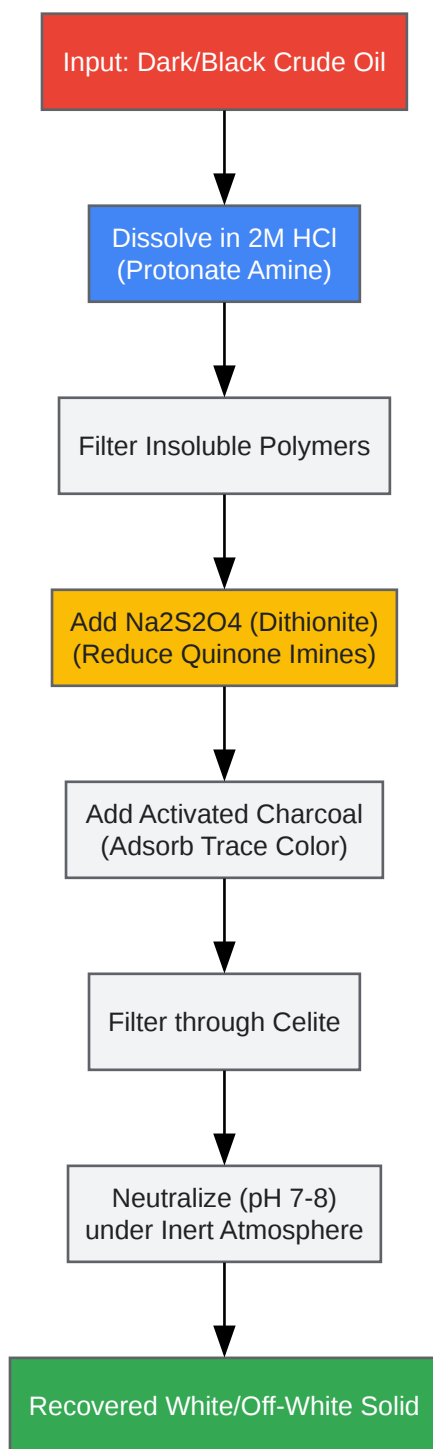 Input: Dark/Black Crude Oil
Dissolve in 2M HCl
(Protonate Amine)
Filter Insoluble Polymers
Add Na2S2O4 (Dithionite)
(Reduce Quinone Imines)
Add Activated Charcoal
(Adsorb Trace Color)
Filter through Celite
Neutralize (pH 7-8)
under Inert Atmosphere
Recovered White/Off-White Solid